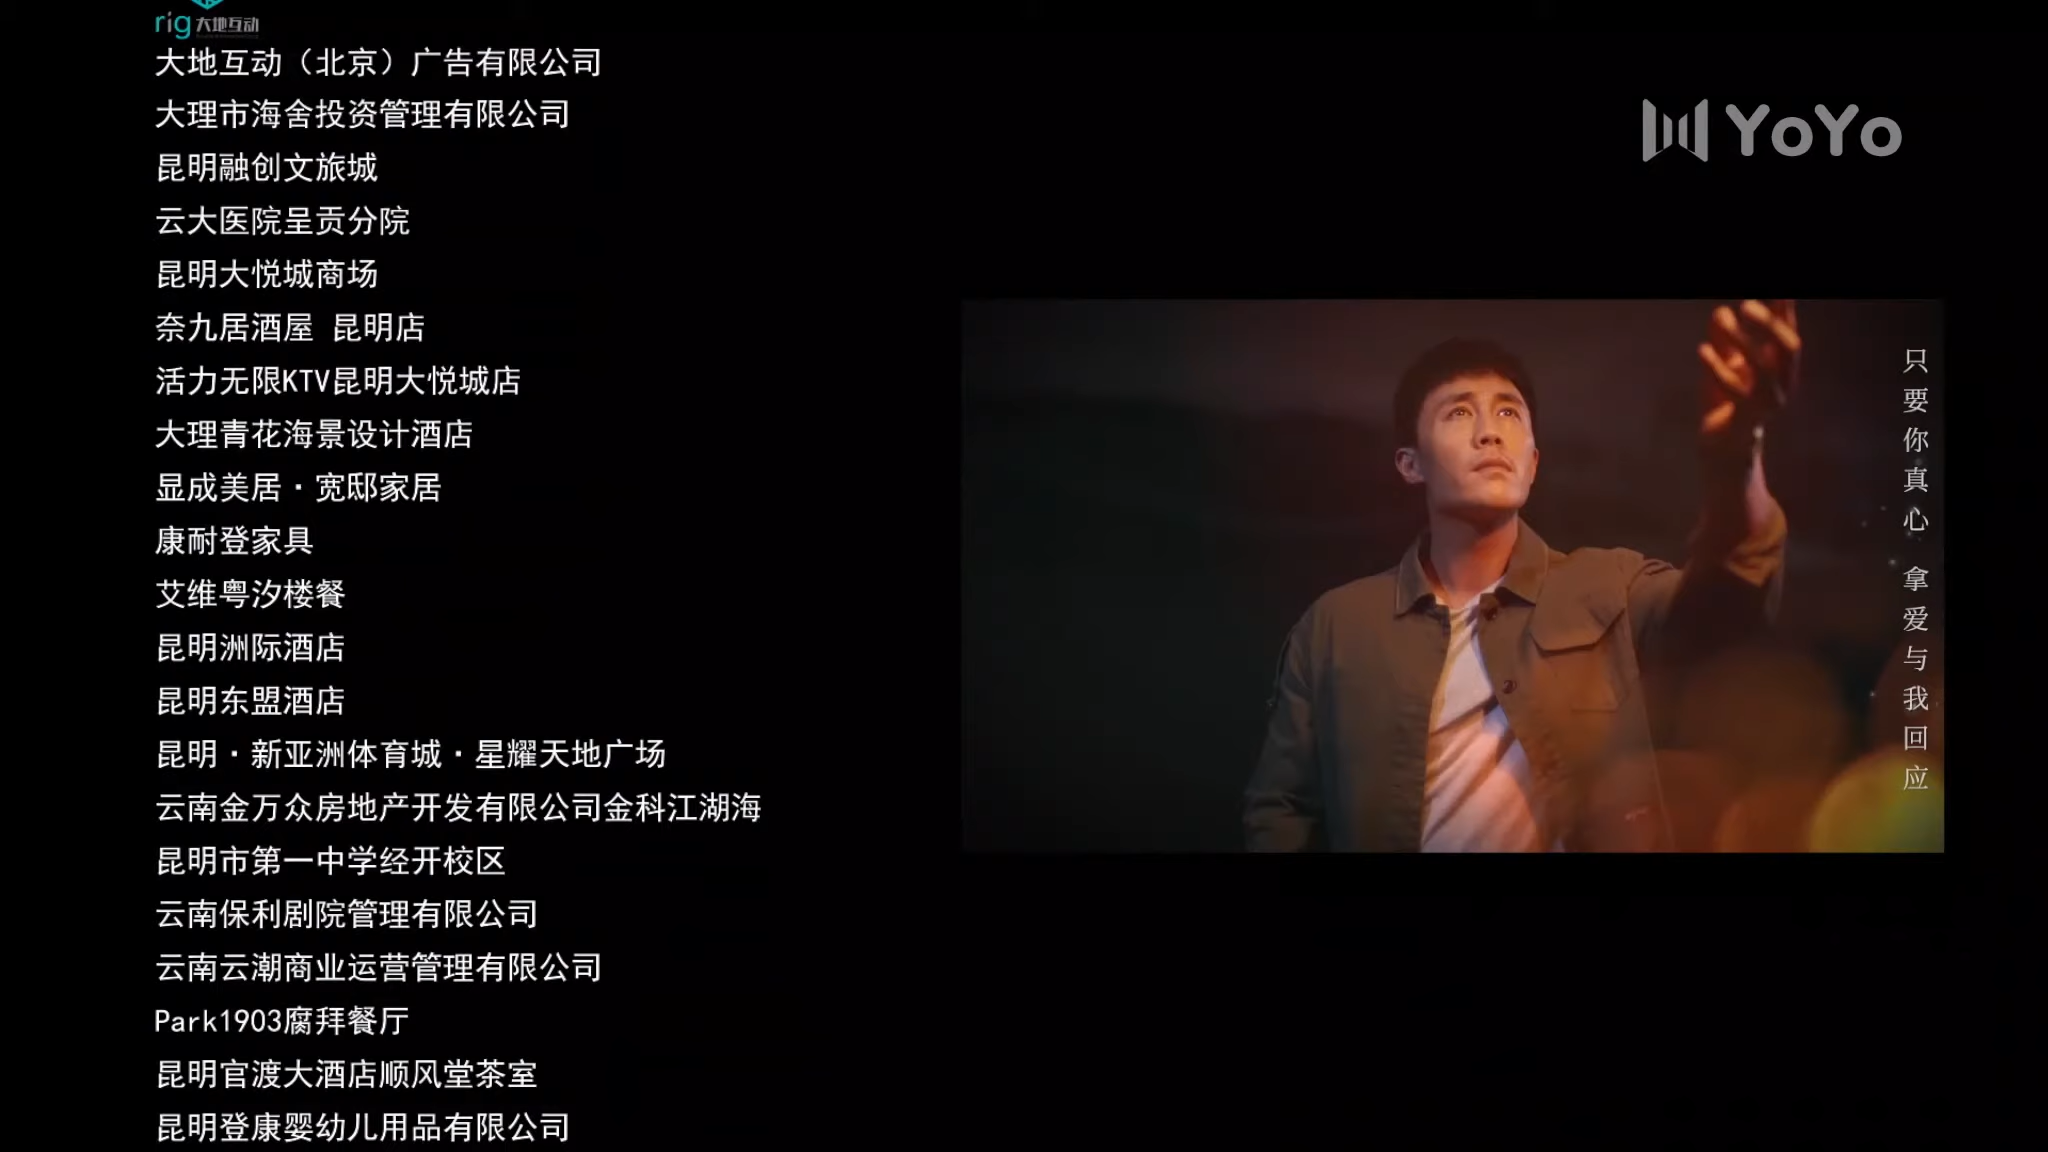 rig 大地互动
大地互动（北京）广告有限公司
大理市海舍投资管理有限公司
昆明融创文旅城
云大医院呈贡分院
昆明大悦城商场
奈九居酒屋 昆明店
活力无限KTV昆明大悦城店
大理青花海景设计酒店
显成美居·宽邸家居
康耐登家具
艾维粤汐楼餐
昆明洲际酒店
昆明东盟酒店
昆明·新亚洲体育城·星耀天地广场
云南金万众房地产开发有限公司金科江湖海
昆明市第一中学经开校区
云南保利剧院管理有限公司
云南云潮商业运营管理有限公司
Park1903腐拜餐厅
昆明官渡大酒店顺风堂茶室
昆明登康婴幼儿用品有限公司
YoYo
只要你真心 拿爱与我回应